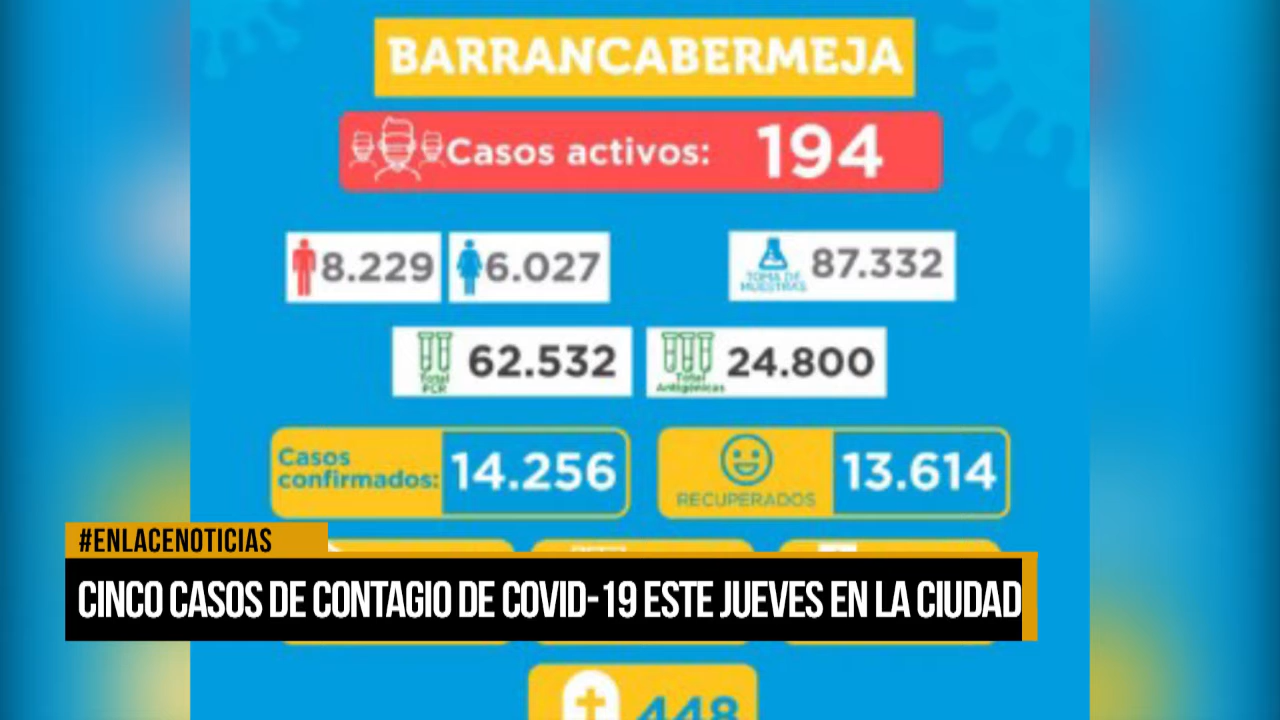 BARRANCABERMEJA
Casos activos: 194
8.229 6.027
TOMA DE
MUESTRAS
87.332
Total
PCR
62.532
Total
Antigénicas
24.800
Casos
confirmados:
14.256
RECUPERADOS
13.614
#ENLACENOTICIAS
CINCO CASOS DE CONTAGIO DE COVID-19 ESTE JUEVES EN LA CIUDAD
448